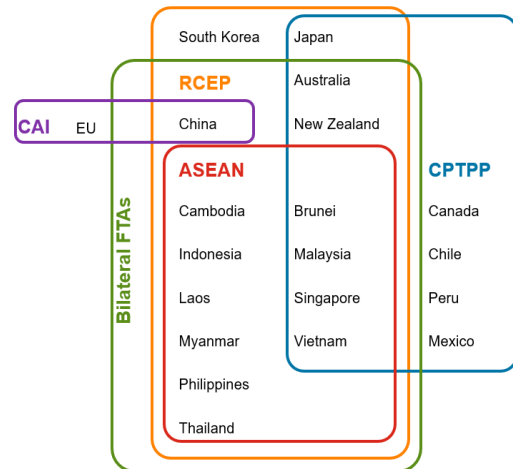 South Korea Japan
RCEP Australia
CAI EU China New Zealand
ASEAN CPTPP
Bilateral FTAs
Cambodia Brunei Canada
Indonesia Malaysia Chile
Laos Singapore Peru
Myanmar Vietnam Mexico
Philippines
Thailand